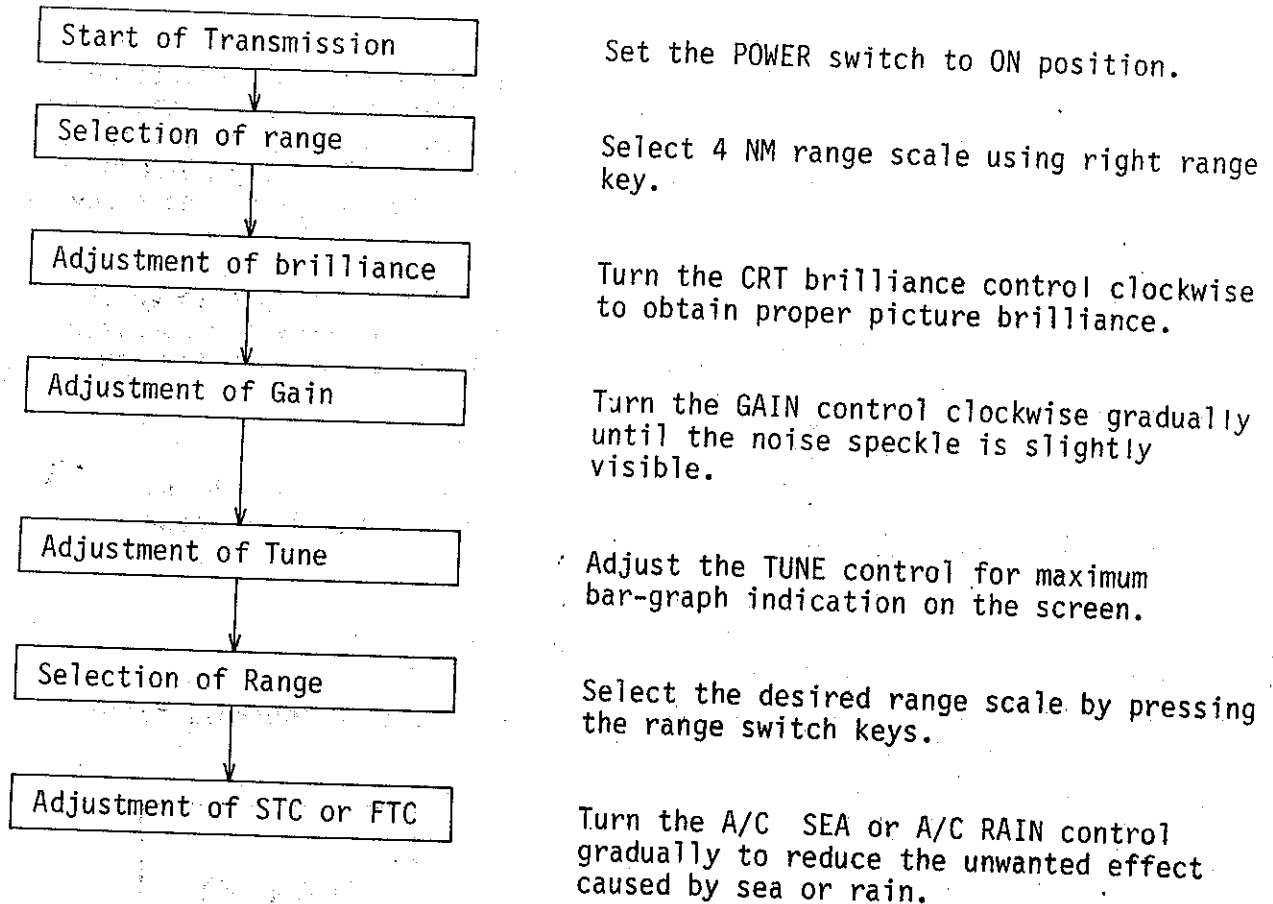 Start of Transmission
Set the POWER switch to ON position.
Selection of range
Select 4 NM range scale using right range
key.
Adjustment of brilliance
Turn the CRT brilliance control clockwise
to obtain proper picture brilliance.
Adjustment of Gain
Turn the GAIN control clockwise gradually
until the noise speckle is slightly
visible.
Adjustment of Tune
Adjust the TUNE control for maximum
bar-graph indication on the screen.
Selection of Range
Select the desired range scale by pressing
the range switch keys.
Adjustment of STC or FTC
Turn the A/C SEA or A/C RAIN control
gradually to reduce the unwanted effect
caused by sea or rain.